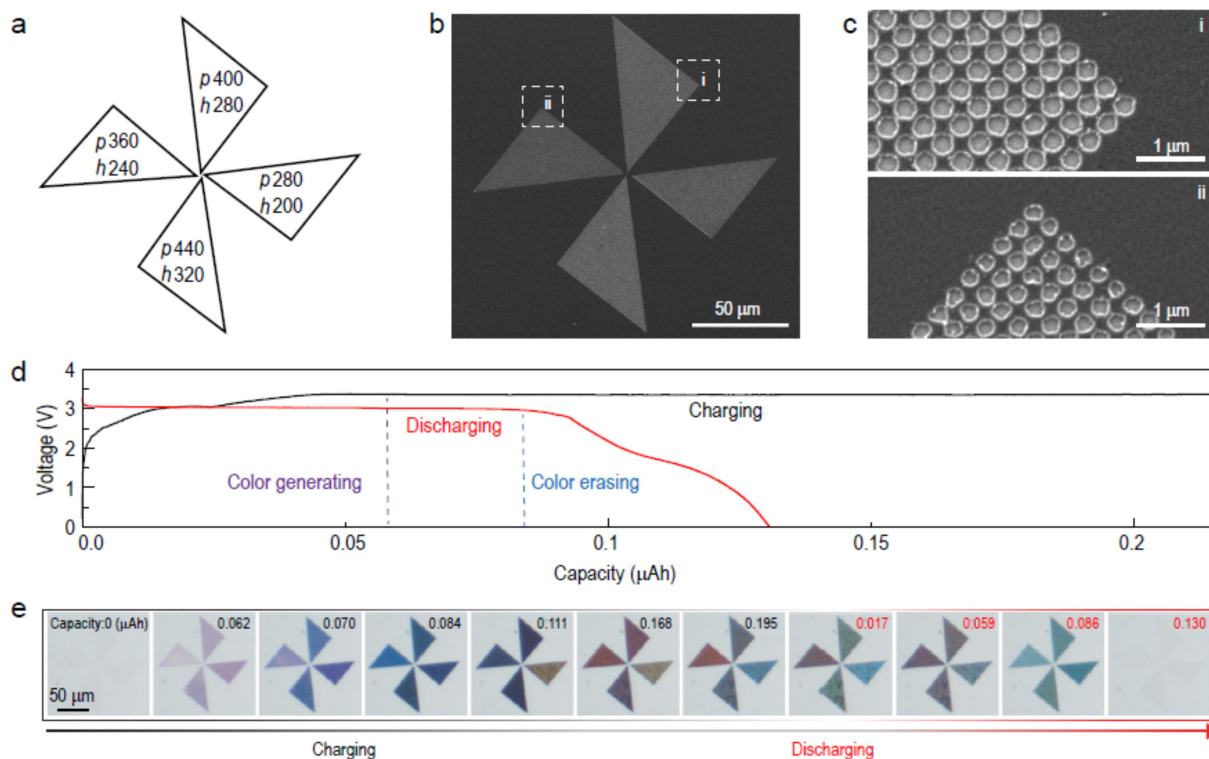 a
p400
h280
p360
h240
p280
h200
p440
h320
b
i
ii
50 μm
c
i
1 μm
ii
1 μm
d
4
3
2
1
0
Voltage (V)
Charging
Discharging
Color generating
Color erasing
0.0
0.05
0.1
0.15
0.2
Capacity (μAh)
e
Capacity:0 (μAh)
0.062
0.070
0.084
0.111
0.168
0.195
0.017
0.059
0.086
0.130
50 μm
Charging
Discharging